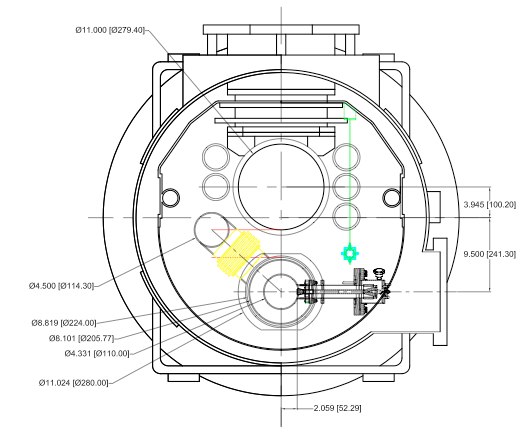 Ø11.000 [Ø279.40]
3.945 [100.20]
9.500 [241.30]
Ø4.500 [Ø114.30]
Ø8.819 [Ø224.00]
Ø8.101 [Ø205.77]
Ø4.331 [Ø110.00]
Ø11.024 [Ø280.00]
2.059 [52.29]